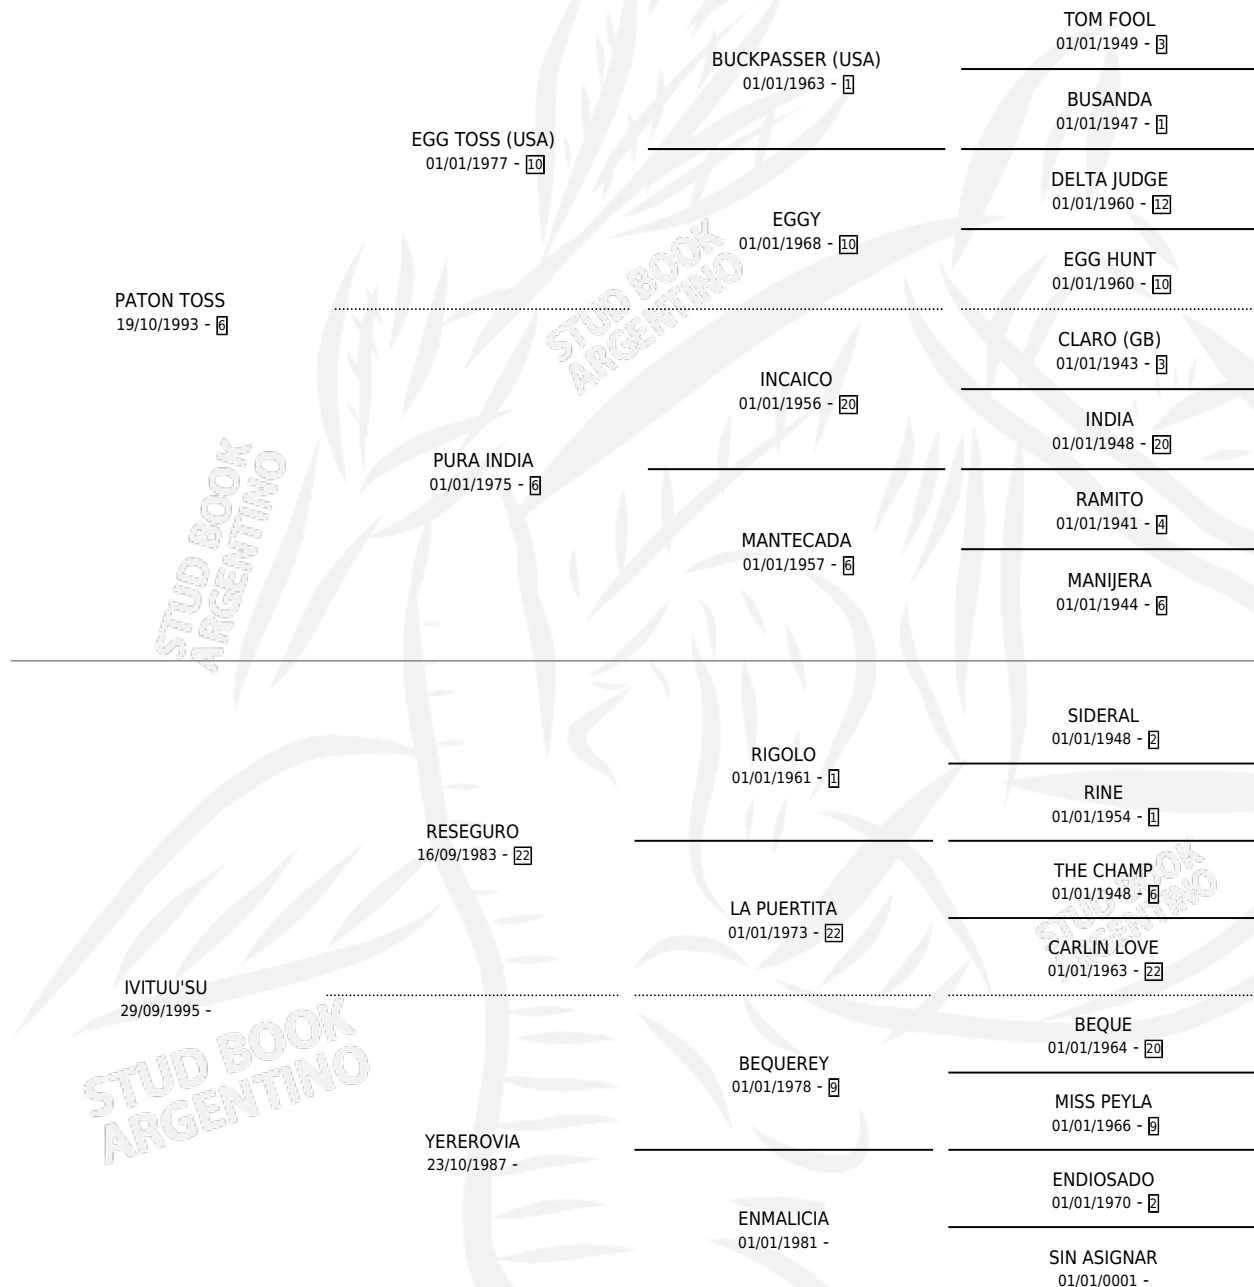 TOM FOOL
01/01/1949 - 3
BUCKPASSER (USA)
01/01/1963 - 1
BUSANDA
01/01/1947 - 1
EGG TOSS (USA)
01/01/1977 - 10
DELTA JUDGE
01/01/1960 - 12
EGGY
01/01/1968 - 10
EGG HUNT
01/01/1960 - 10
PATON TOSS
19/10/1993 - 6
STUD BOOK
ARGENTINO
CLARO (GB)
01/01/1943 - 3
INCAICO
01/01/1956 - 20
INDIA
01/01/1948 - 20
PURA INDIA
01/01/1975 - 6
RAMITO
01/01/1941 - 4
MANTECADA
01/01/1957 - 6
MANIJERA
01/01/1944 - 6
STUD BOOK
ARGENTINO
SIDERAL
01/01/1948 - 2
RIGOLO
01/01/1961 - 1
RINE
01/01/1954 - 1
RESEGURO
16/09/1983 - 22
THE CHAMP
01/01/1948 - 6
LA PUERTITA
01/01/1973 - 22
CARLIN LOVE
01/01/1963 - 22
STUD BOOK
ARGENTINO
IVITUU'SU
29/09/1995 -
BEQUE
01/01/1964 - 20
BEQUEREY
01/01/1978 - 9
MISS PEYLA
01/01/1966 - 9
STUD BOOK
ARGENTINO
YEREROVIA
23/10/1987 -
ENDIOSADO
01/01/1970 - 2
ENMALICIA
01/01/1981 -
SIN ASIGNAR
01/01/0001 -